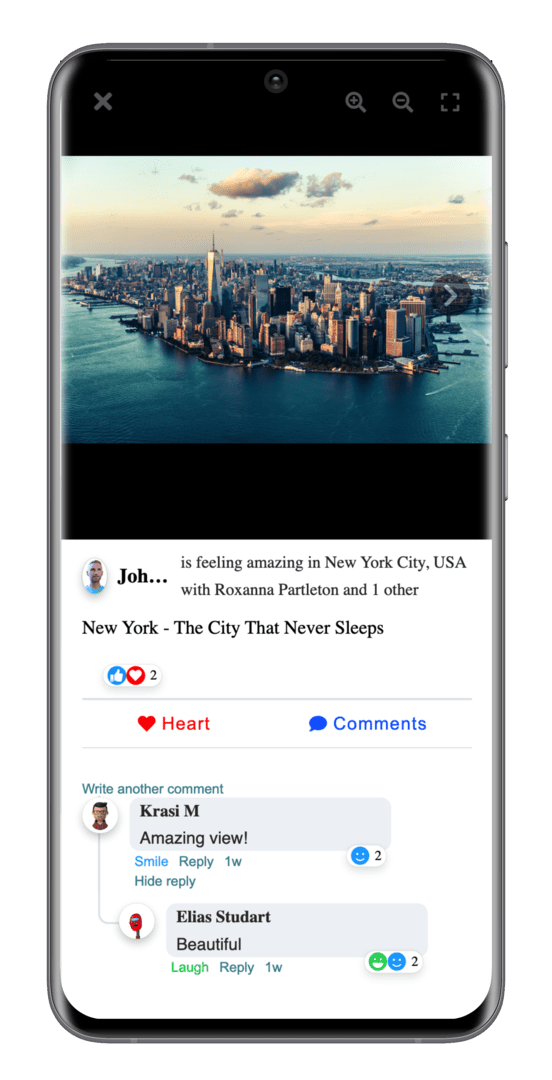 Joh...
is feeling amazing in New York City, USA
with Roxanna Partleton and 1 other
New York - The City That Never Sleeps
2
Heart
Comments
Write another comment
Krasi M
Amazing view!
2
Smile Reply 1w
Hide reply
Elias Studart
Beautiful
2
Laugh Reply 1w